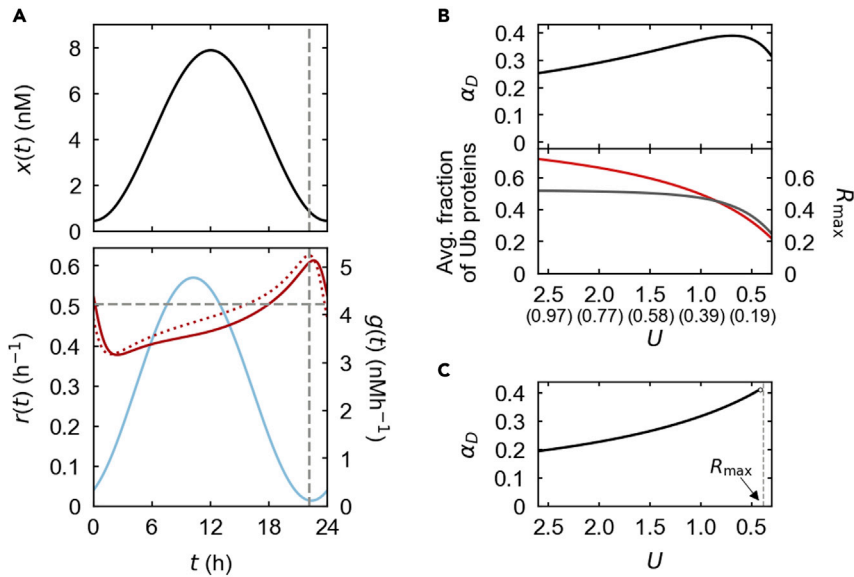 A
8
6
4
2
0
x(t) (nM)
0.6
0.5
0.4
0.3
0.2
0.1
0
r(t) (h⁻¹)
5
4
3
2
1
0
g(t) (nMh⁻¹)
0 6 12 18 24
t (h)
B
0.4
0.3
0.2
0.1
0
α_D
0.6
0.4
0.2
0
Avg. fraction
of Ub proteins
0.6
0.4
0.2
0
R_max
2.5 2.0 1.5 1.0 0.5
(0.97) (0.77) (0.58) (0.39) (0.19)
U
C
0.4
0.3
0.2
0.1
0
α_D
R_max
2.5 2.0 1.5 1.0 0.5
U